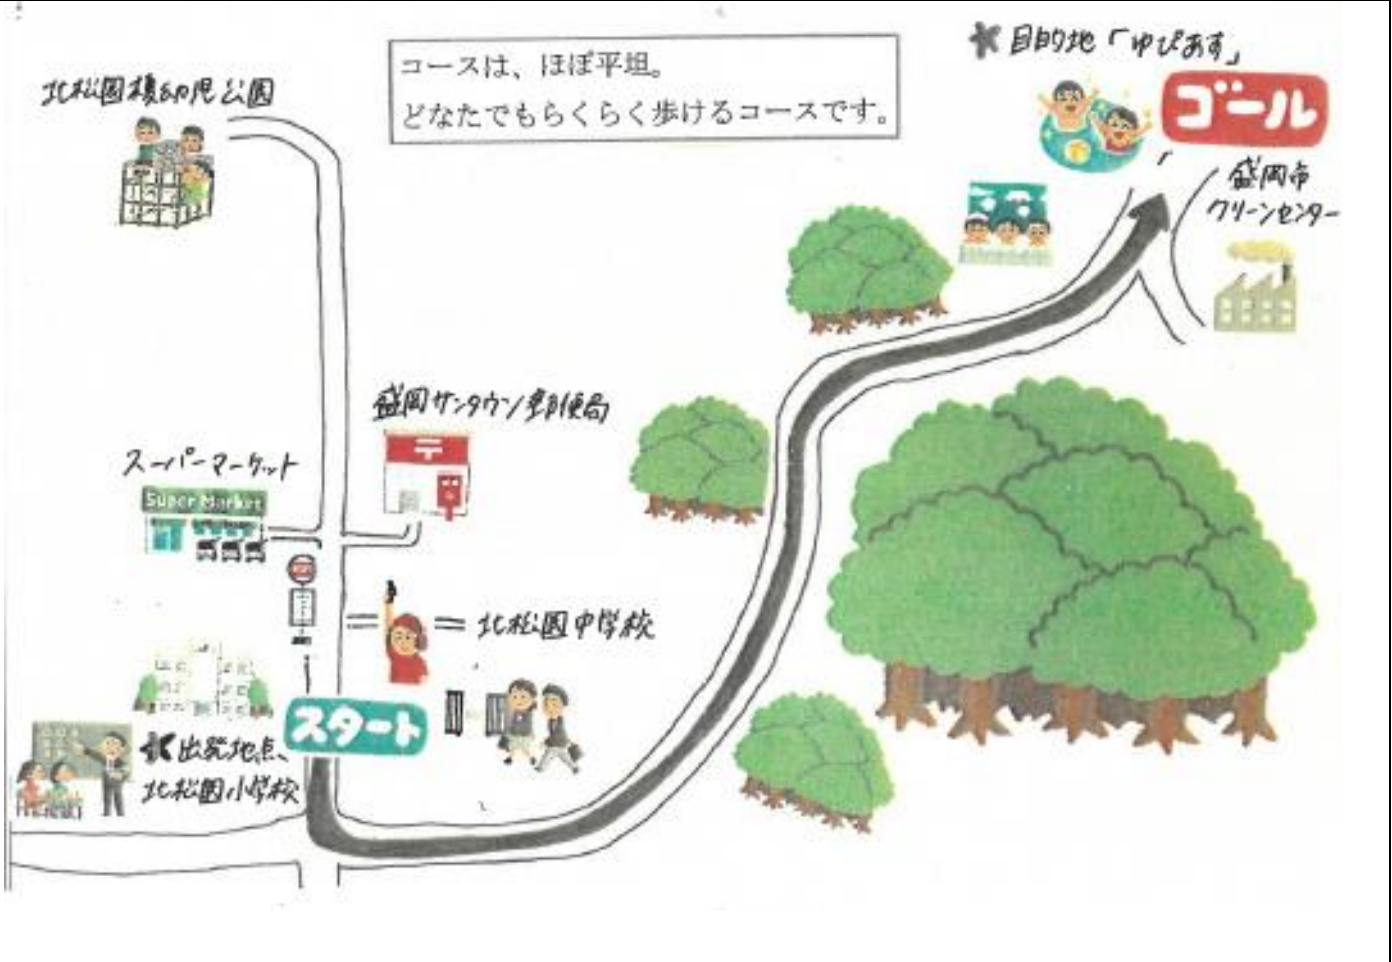 コースは、ほぼ平坦。
どなたでもらくらく歩けるコースです。
★目的地「ゆぴあす」
ゴール
盛岡市
クリーンセンター
北松園棟幼児公園
盛岡サンタウン郵便局
〒
スーパーマーケット
Super Market
北松園中学校
スタート
★出発地点、
北松園小学校